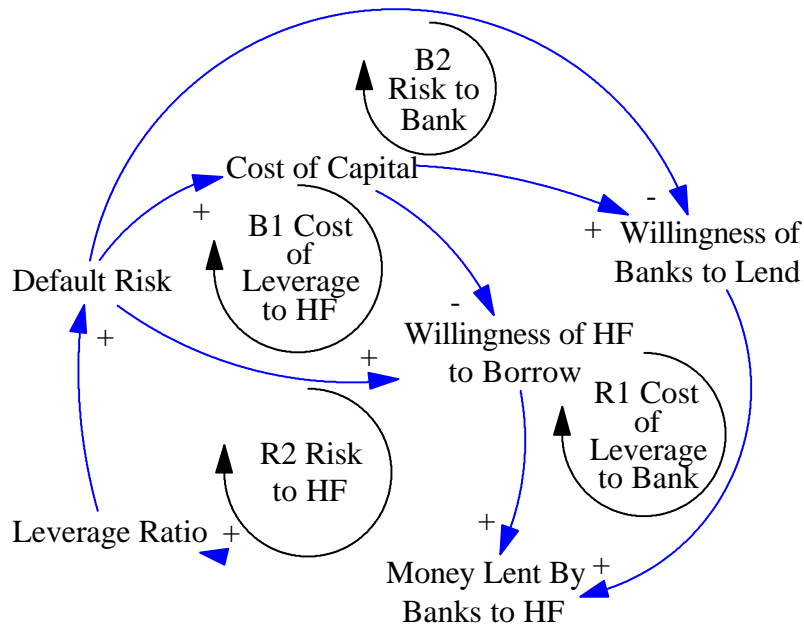 B2
Risk to
Bank
Cost of Capital
-
+
B1 Cost
of
Leverage
to HF
+
Willingness of
Banks to Lend
Default Risk
-
+
Willingness of HF
to Borrow
+
R1 Cost
of
Leverage
to Bank
R2 Risk
to HF
Leverage Ratio
+
+
Money Lent By
Banks to HF
+